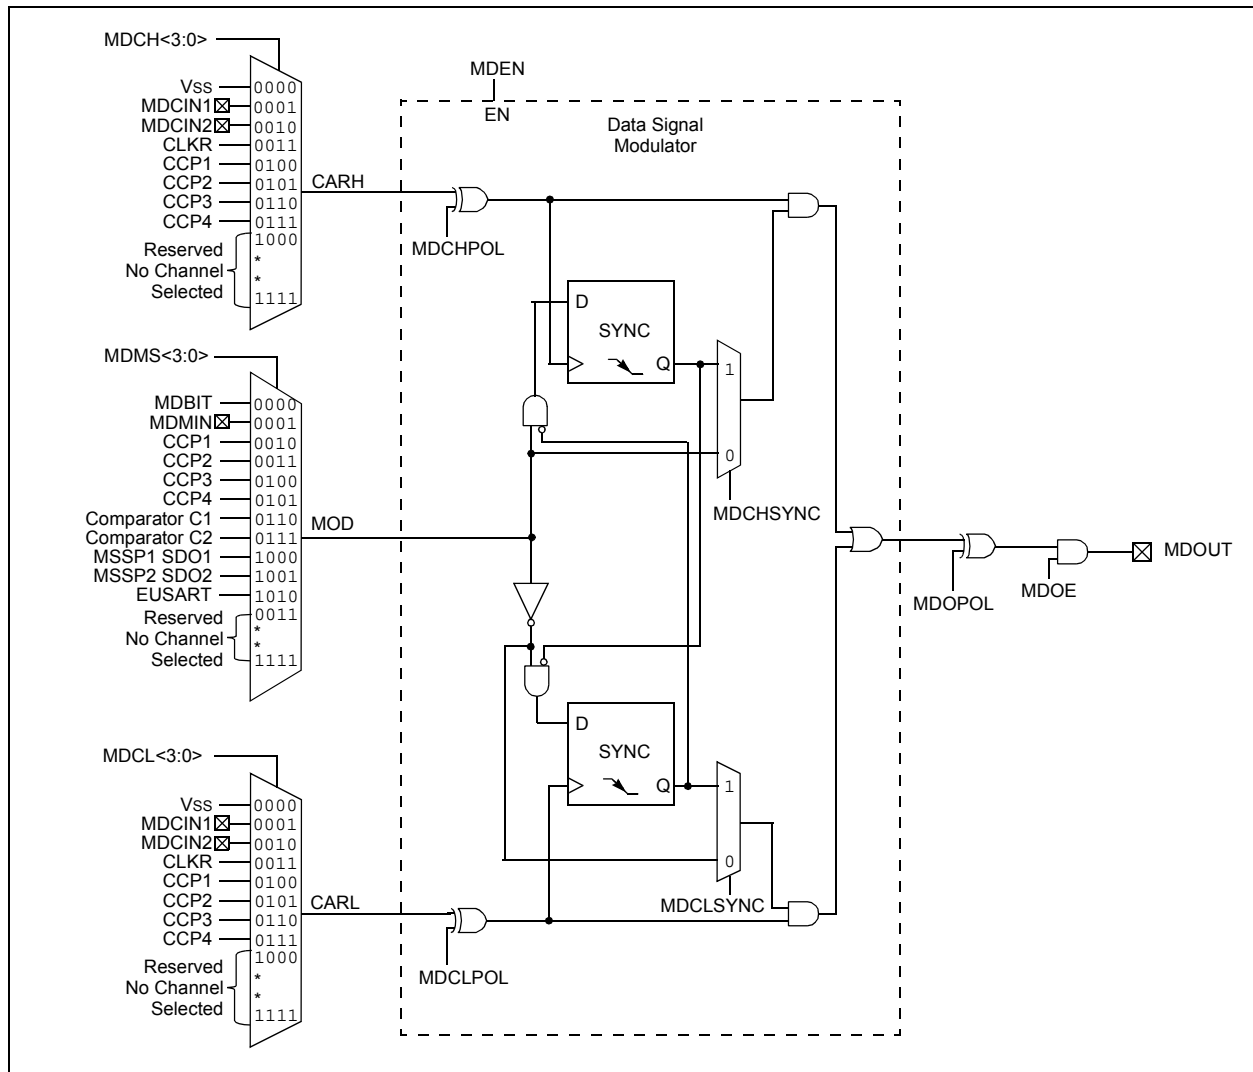 MDCH<3:0>
VSS 0000
MDCIN1 0001
MDCIN2 0010
CLKR 0011
CCP1 0100
CCP2 0101
CCP3 0110
CCP4 0111
Reserved 1000
No Channel *
*
Selected 1111
CARH
MDEN
EN
Data Signal
Modulator
MDCHPOL
D
SYNC
Q
1
0
MDCHSYNC
MDMS<3:0>
MDBIT 0000
MDMIN 0001
CCP1 0010
CCP2 0011
CCP3 0100
CCP4 0101
Comparator C1 0110
Comparator C2 0111
MSSP1 SDO1 1000
MSSP2 SDO2 1001
EUSART 1010
Reserved 0011
No Channel *
*
Selected 1111
MOD
MDOPOL
MDOE
MDOUT
D
SYNC
Q
1
0
MDCLSYNC
MDCL<3:0>
VSS 0000
MDCIN1 0001
MDCIN2 0010
CLKR 0011
CCP1 0100
CCP2 0101
CCP3 0110
CCP4 0111
Reserved 1000
No Channel *
*
Selected 1111
CARL
MDCLPOL